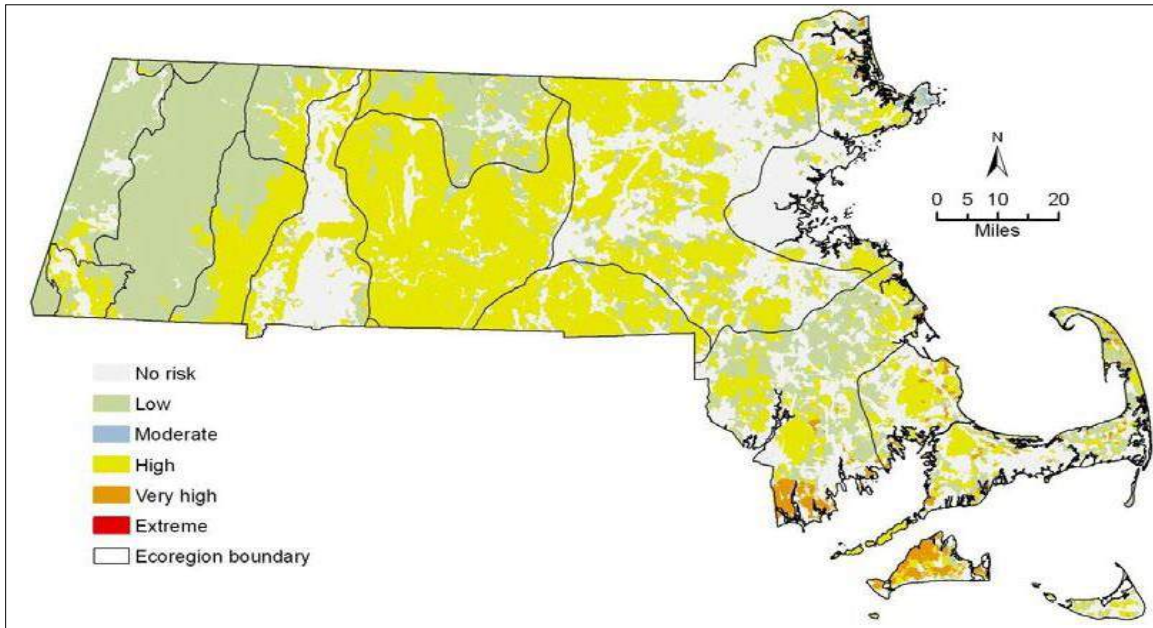 N
0 5 10 20
Miles
No risk
Low
Moderate
High
Very high
Extreme
Ecoregion boundary